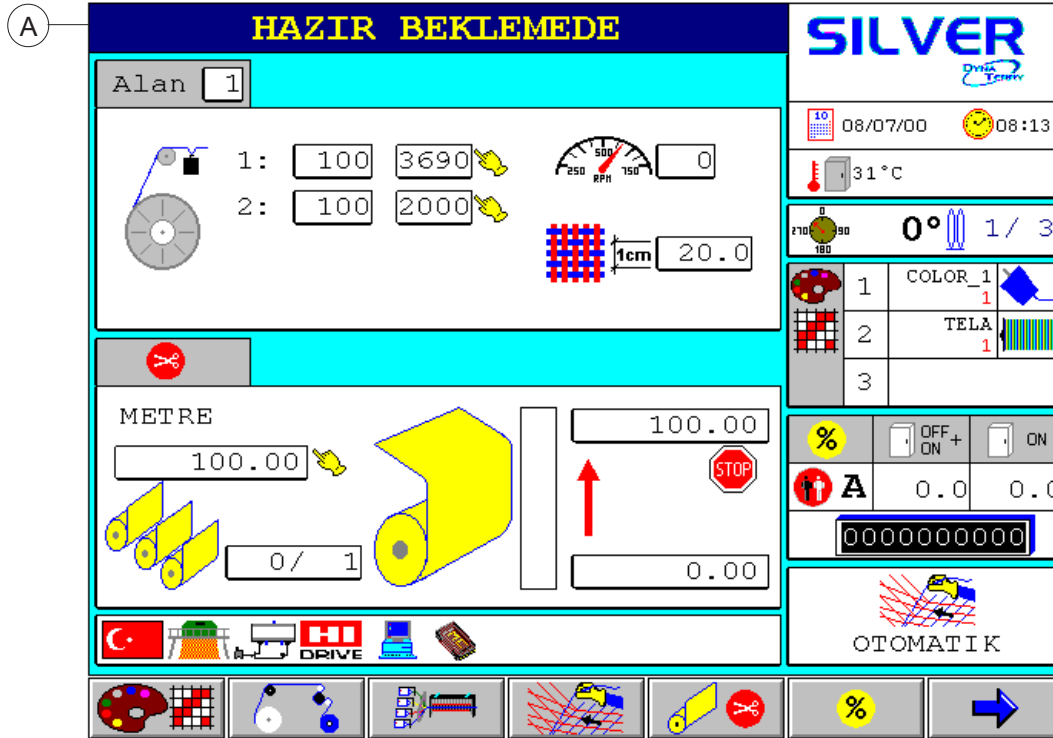 A
HAZIR BEKLEMEDE
SILVER
DYNA
TERRY
Alan 1
10 08/07/00 08:13
31°C
1: 100 3690
2: 100 2000
250 500 750
RPM
0
1cm 20.0
0
270 90
180
0° 1/ 3
1 COLOR_1
1
2 TELA
1
3
METRE
100.00
0/ 1
100.00
STOP
0.00
% OFF+
ON
ON
A 0.0 0.0
0000000000
OTOMATIK
HI
DRIVE
%